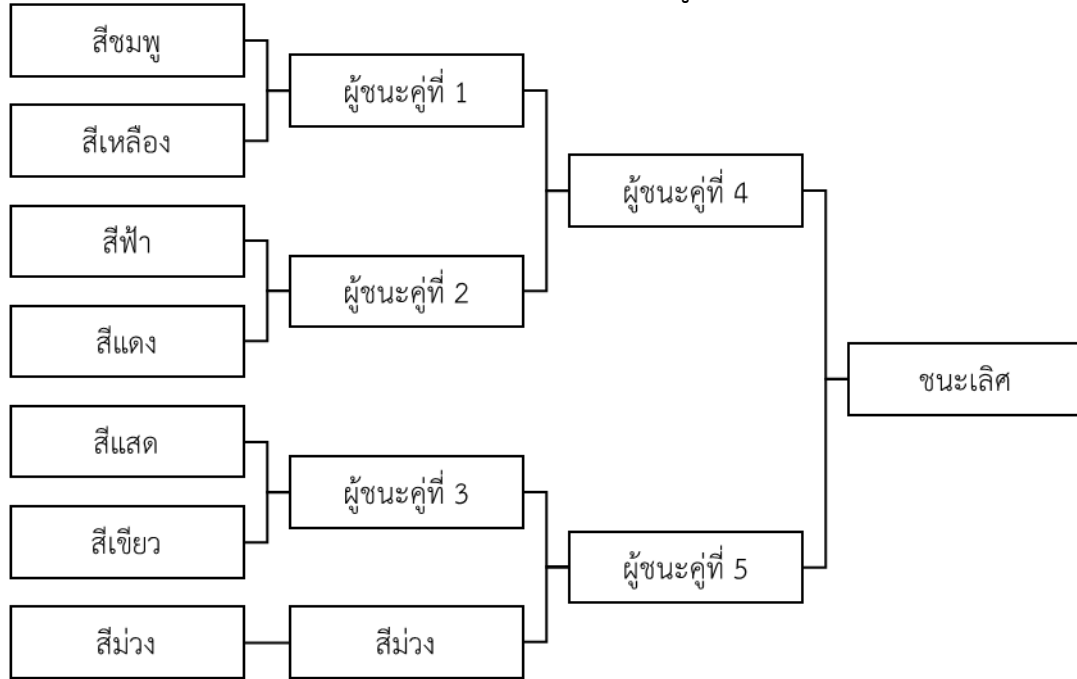 สีชมพู
สีเหลือง
สีฟ้า
สีแดง
สีแสด
สีเขียว
สีม่วง
ผู้ชนะคู่ที่ 1
ผู้ชนะคู่ที่ 2
ผู้ชนะคู่ที่ 3
สีม่วง
ผู้ชนะคู่ที่ 4
ผู้ชนะคู่ที่ 5
ชนะเลิศ